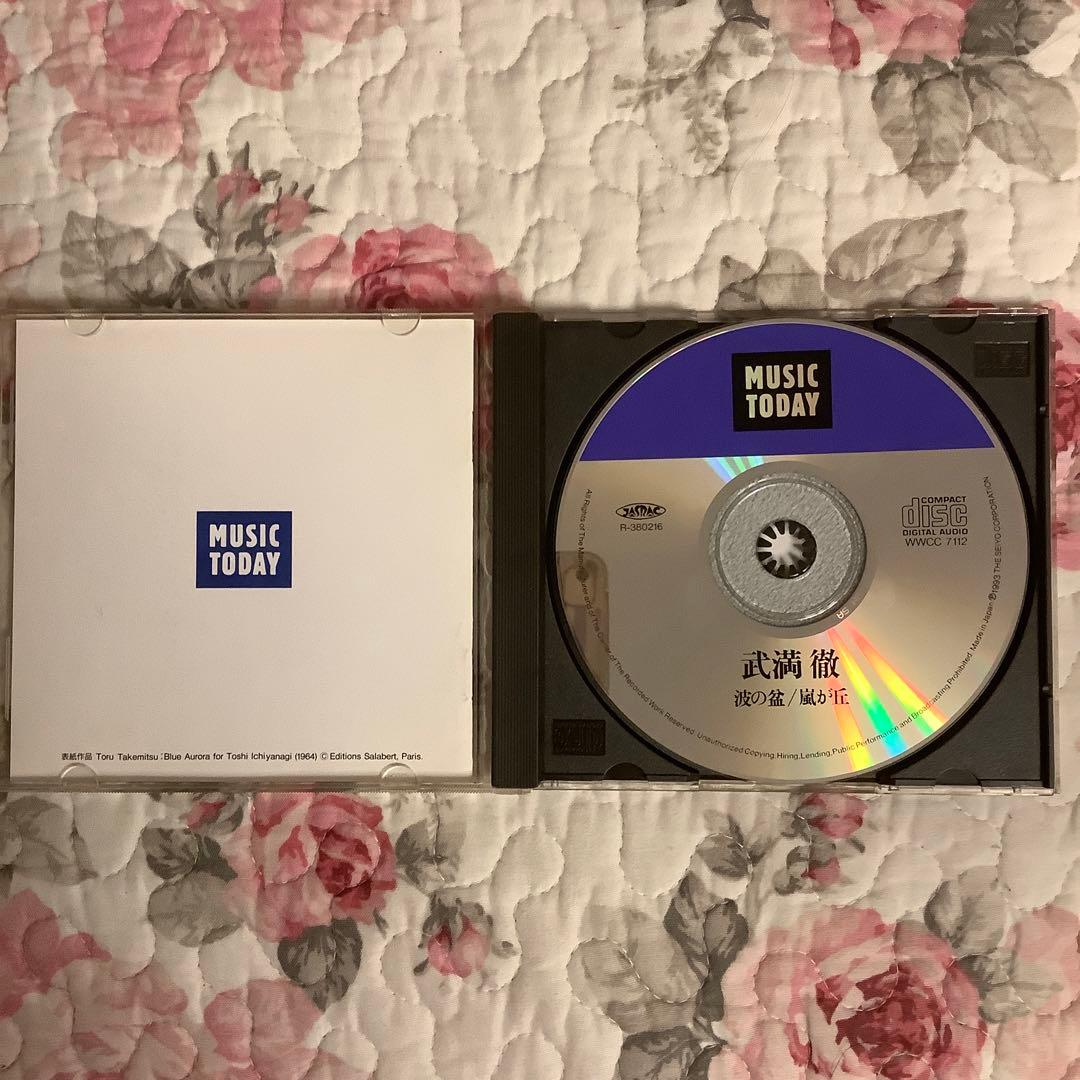 MUSIC
TODAY
表紙作品 Toru Takemitsu :Blue Aurora for Toshi Ichiyanagi (1964) ©Editions Salabert, Paris.
MUSIC
TODAY
JASRAC
R-380216
COMPACT
disc
DIGITAL AUDIO
WWCC 7112
SR
武満 徹
波の盆/嵐が丘
All Rights of The Manufacturer and of The Owner of The Recorded Work Reserved. Unauthorized Copying, Hiring, Lending, Public Performance and Broadcasting Prohibited. Made in Japan ℗1993 THE SEIYO CORPORATION